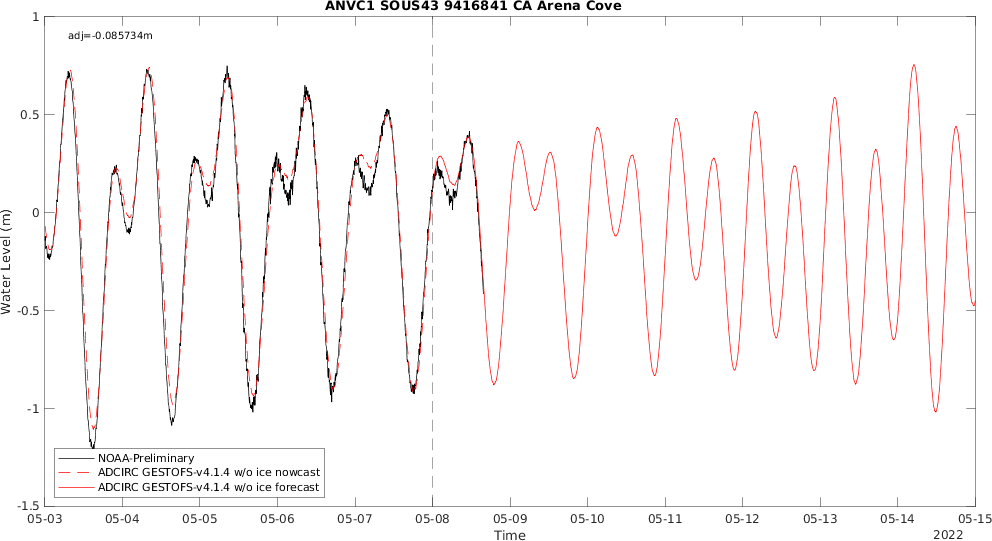 ANVC1 SOUS43 9416841 CA Arena Cove
adj=-0.085734m
1
0.5
0
-0.5
-1
-1.5
Water Level (m)
NOAA-Preliminary
ADCIRC GESTOFS-v4.1.4 w/o ice nowcast
ADCIRC GESTOFS-v4.1.4 w/o ice forecast
05-03 05-04 05-05 05-06 05-07 05-08 05-09 05-10 05-11 05-12 05-13 05-14 05-15
Time
2022